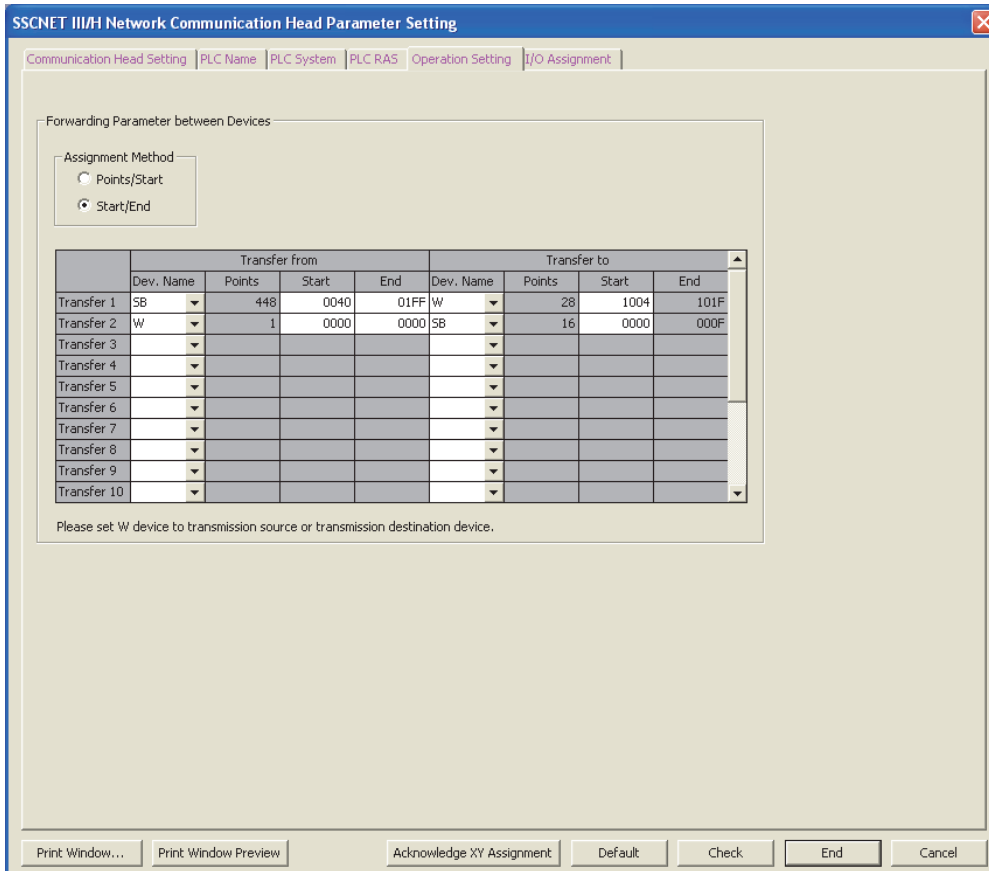 SSCNET III/H Network Communication Head Parameter Setting
Communication Head Setting PLC Name PLC System PLC RAS Operation Setting I/O Assignment
Forwarding Parameter between Devices
Assignment Method
Points/Start
Start/End
Transfer from Transfer to
Dev. Name Points Start End Dev. Name Points Start End
Transfer 1 SB 448 0040 01FF W 28 1004 101F
Transfer 2 W 1 0000 0000 SB 16 0000 000F
Transfer 3
Transfer 4
Transfer 5
Transfer 6
Transfer 7
Transfer 8
Transfer 9
Transfer 10
Please set W device to transmission source or transmission destination device.
Print Window... Print Window Preview Acknowledge XY Assignment Default Check End Cancel